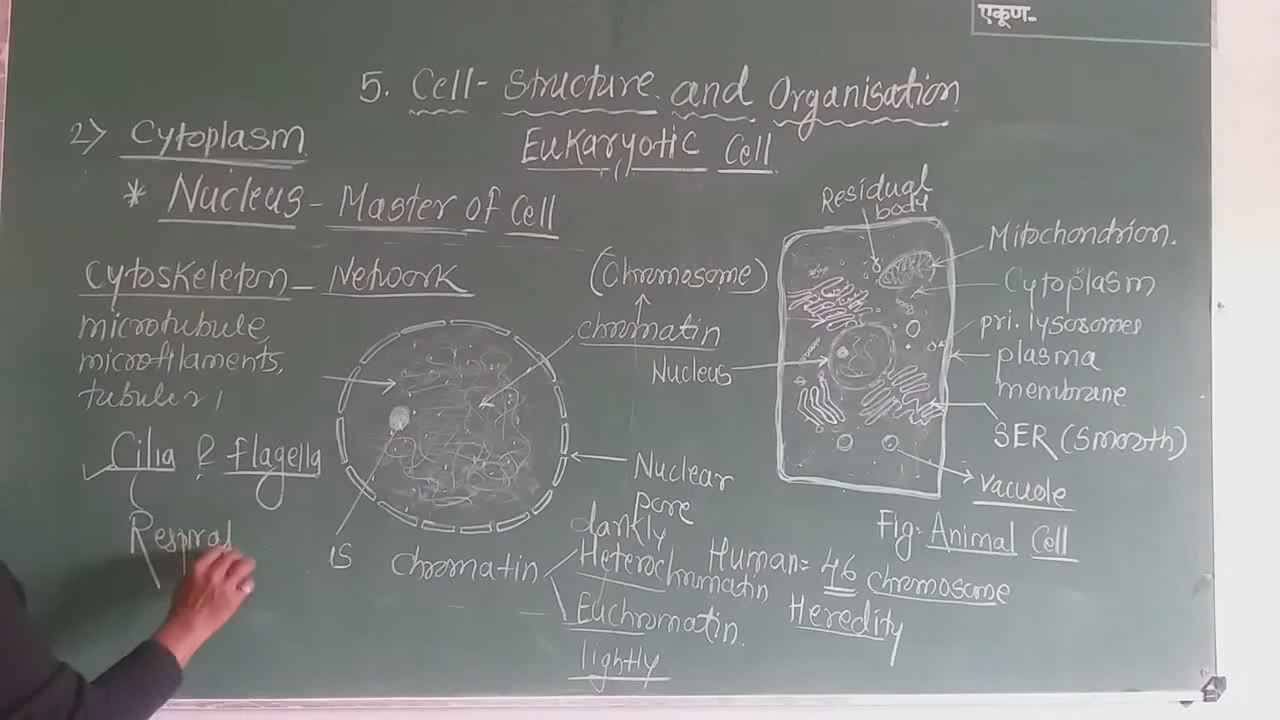 एकूण-
5. Cell- Structure and Organisation
2) Cytoplasm
Eukaryotic Cell
* Nucleus - Master of Cell
Cytoskeleton - Network
microtubule,
microfilaments,
Cilia & flagella
Respirat
(Chromosome)
chromatin
Nucleus
Nuclear
pore
chromatin
darkly
Heterochromatin
Euchromatin.
lightly
Human = 46 chromosome
Heredity
Residual
body
Mitochondrion.
Cytoplasm
pri. lysosomes
plasma
membrane
SER (Smooth)
vacuole
Fig: Animal Cell